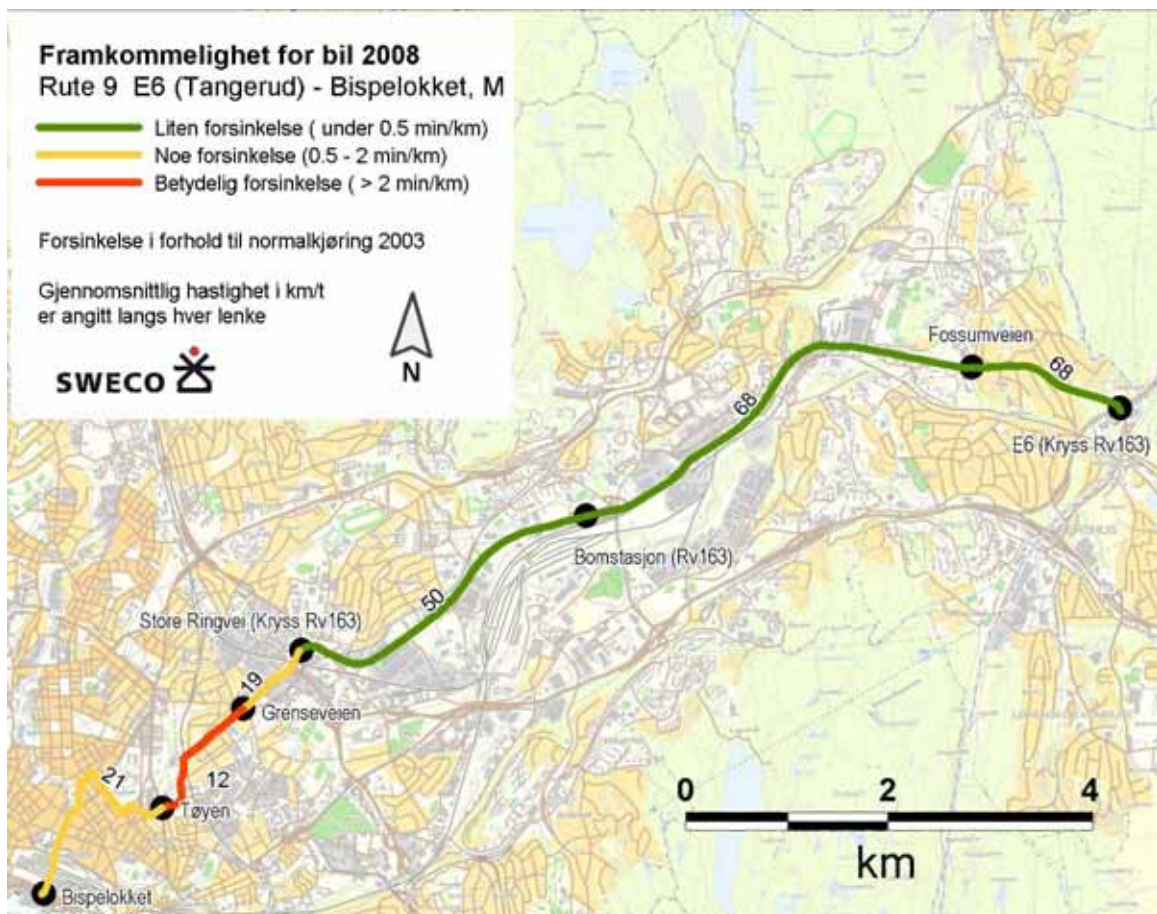 Framkommelighet for bil 2008
Rute 9 E6 (Tangerud) - Bispelokket, M
Liten forsinkelse ( under 0.5 min/km)
Noe forsinkelse (0.5 - 2 min/km)
Betydelig forsinkelse ( > 2 min/km)
Forsinkelse i forhold til normalkjøring 2003
Gjennomsnittlig hastighet i km/t
er angitt langs hver lenke
SWECO
N
Fossumveien
68
68
E6 (Kryss Rv163)
Bomstasjon (Rv163)
50
Store Ringvei (Kryss Rv163)
19
Grenseveien
12
21
Tøyen
Bispelokket
0 2 4
km